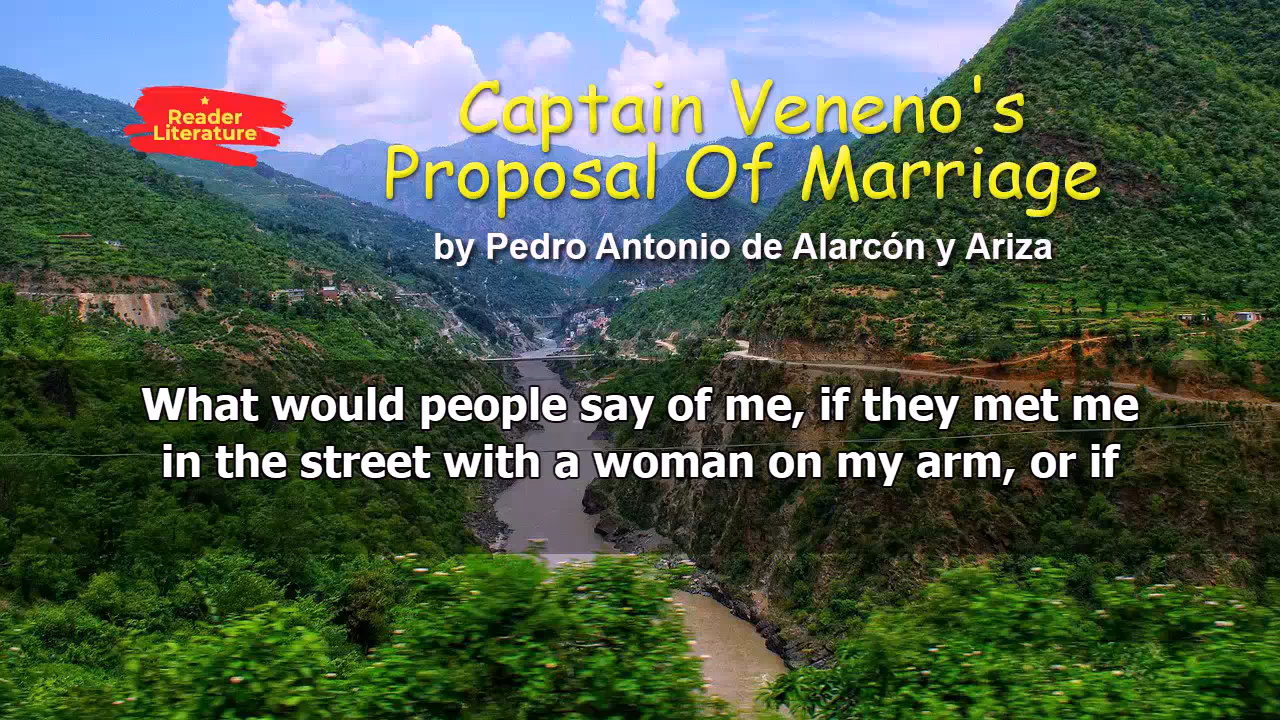 Reader
Literature
Captain Veneno's
Proposal Of Marriage
by Pedro Antonio de Alarcón y Ariza
What would people say of me, if they met me
in the street with a woman on my arm, or if